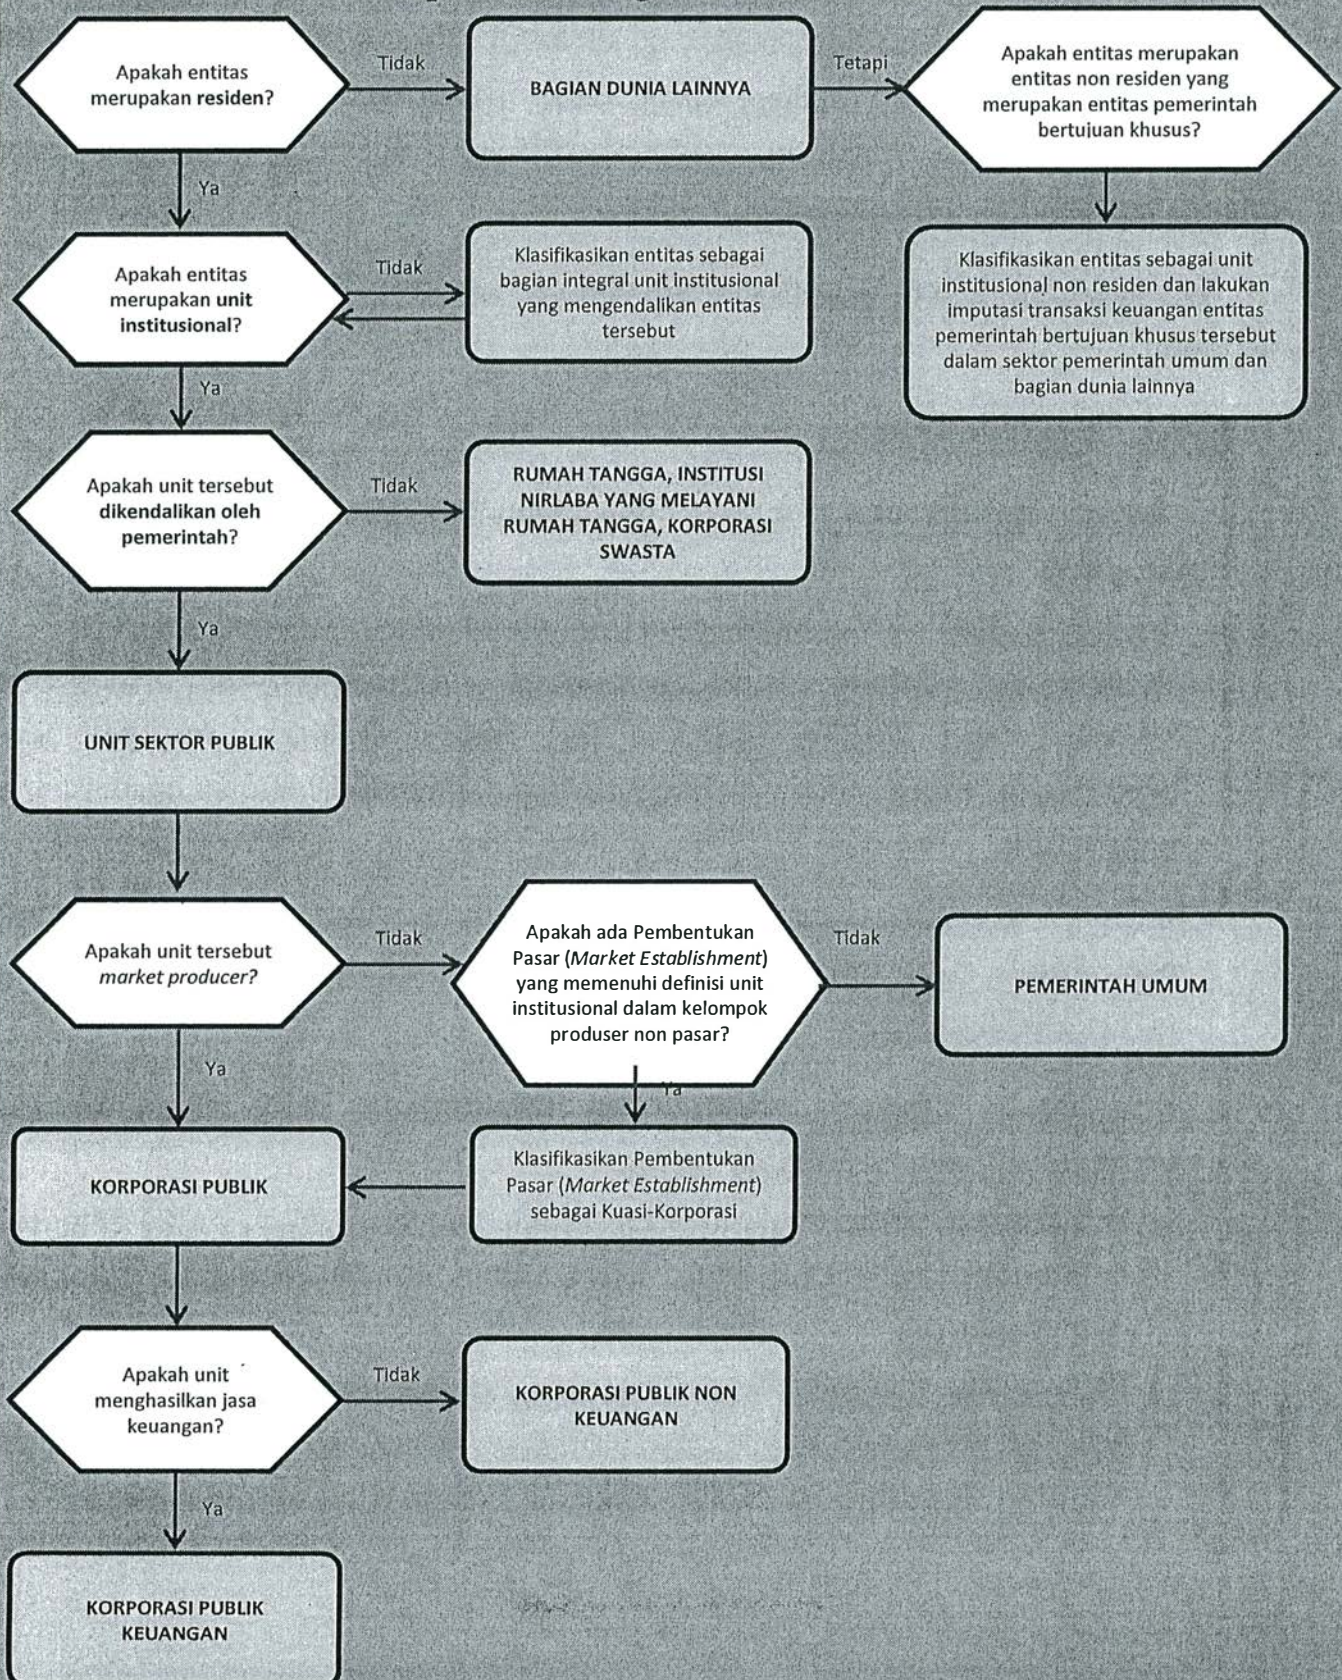 Apakah entitas
merupakan residen?
Tidak
BAGIAN DUNIA LAINNYA
Tetapi
Apakah entitas merupakan
entitas non residen yang
merupakan entitas pemerintah
bertujuan khusus?
Ya
Apakah entitas
merupakan unit
institusional?
Tidak
Klasifikasikan entitas sebagai
bagian integral unit institusional
yang mengendalikan entitas
tersebut
Klasifikasikan entitas sebagai unit
institusional non residen dan lakukan
imputasi transaksi keuangan entitas
pemerintah bertujuan khusus tersebut
dalam sektor pemerintah umum dan
bagian dunia lainnya
Ya
Apakah unit tersebut
dikendalikan oleh
pemerintah?
Tidak
RUMAH TANGGA, INSTITUSI
NIRLABA YANG MELAYANI
RUMAH TANGGA, KORPORASI
SWASTA
Ya
UNIT SEKTOR PUBLIK
Apakah unit tersebut
market producer?
Tidak
Apakah ada Pembentukan
Pasar (Market Establishment)
yang memenuhi definisi unit
institusional dalam kelompok
produser non pasar?
Tidak
PEMERINTAH UMUM
Ya
Ya
KORPORASI PUBLIK
Klasifikasikan Pembentukan
Pasar (Market Establishment)
sebagai Kuasi-Korporasi
Apakah unit
menghasilkan jasa
keuangan?
Tidak
KORPORASI PUBLIK NON
KEUANGAN
Ya
KORPORASI PUBLIK
KEUANGAN